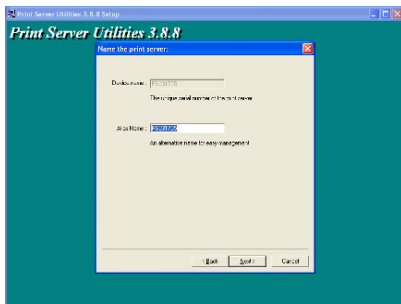 Print Server Utilities 3.8.8 Setup
Print Server Utilities 3.8.8
Name the print server:
Device name:
The unique serial number of the print server
Alias Name:
An alternative name for easy management
< Back Next > Cancel